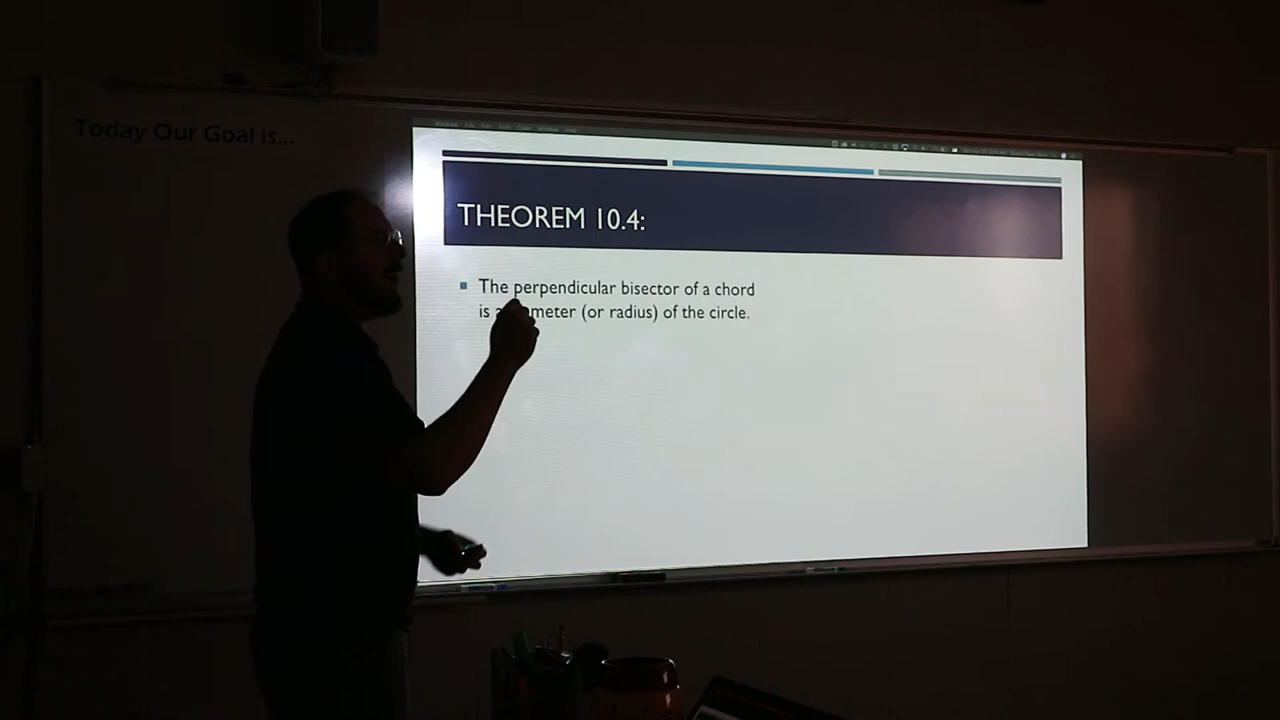 Today Our Goal is...
THEOREM 10.4:
The perpendicular bisector of a chord
is a meter (or radius) of the circle.